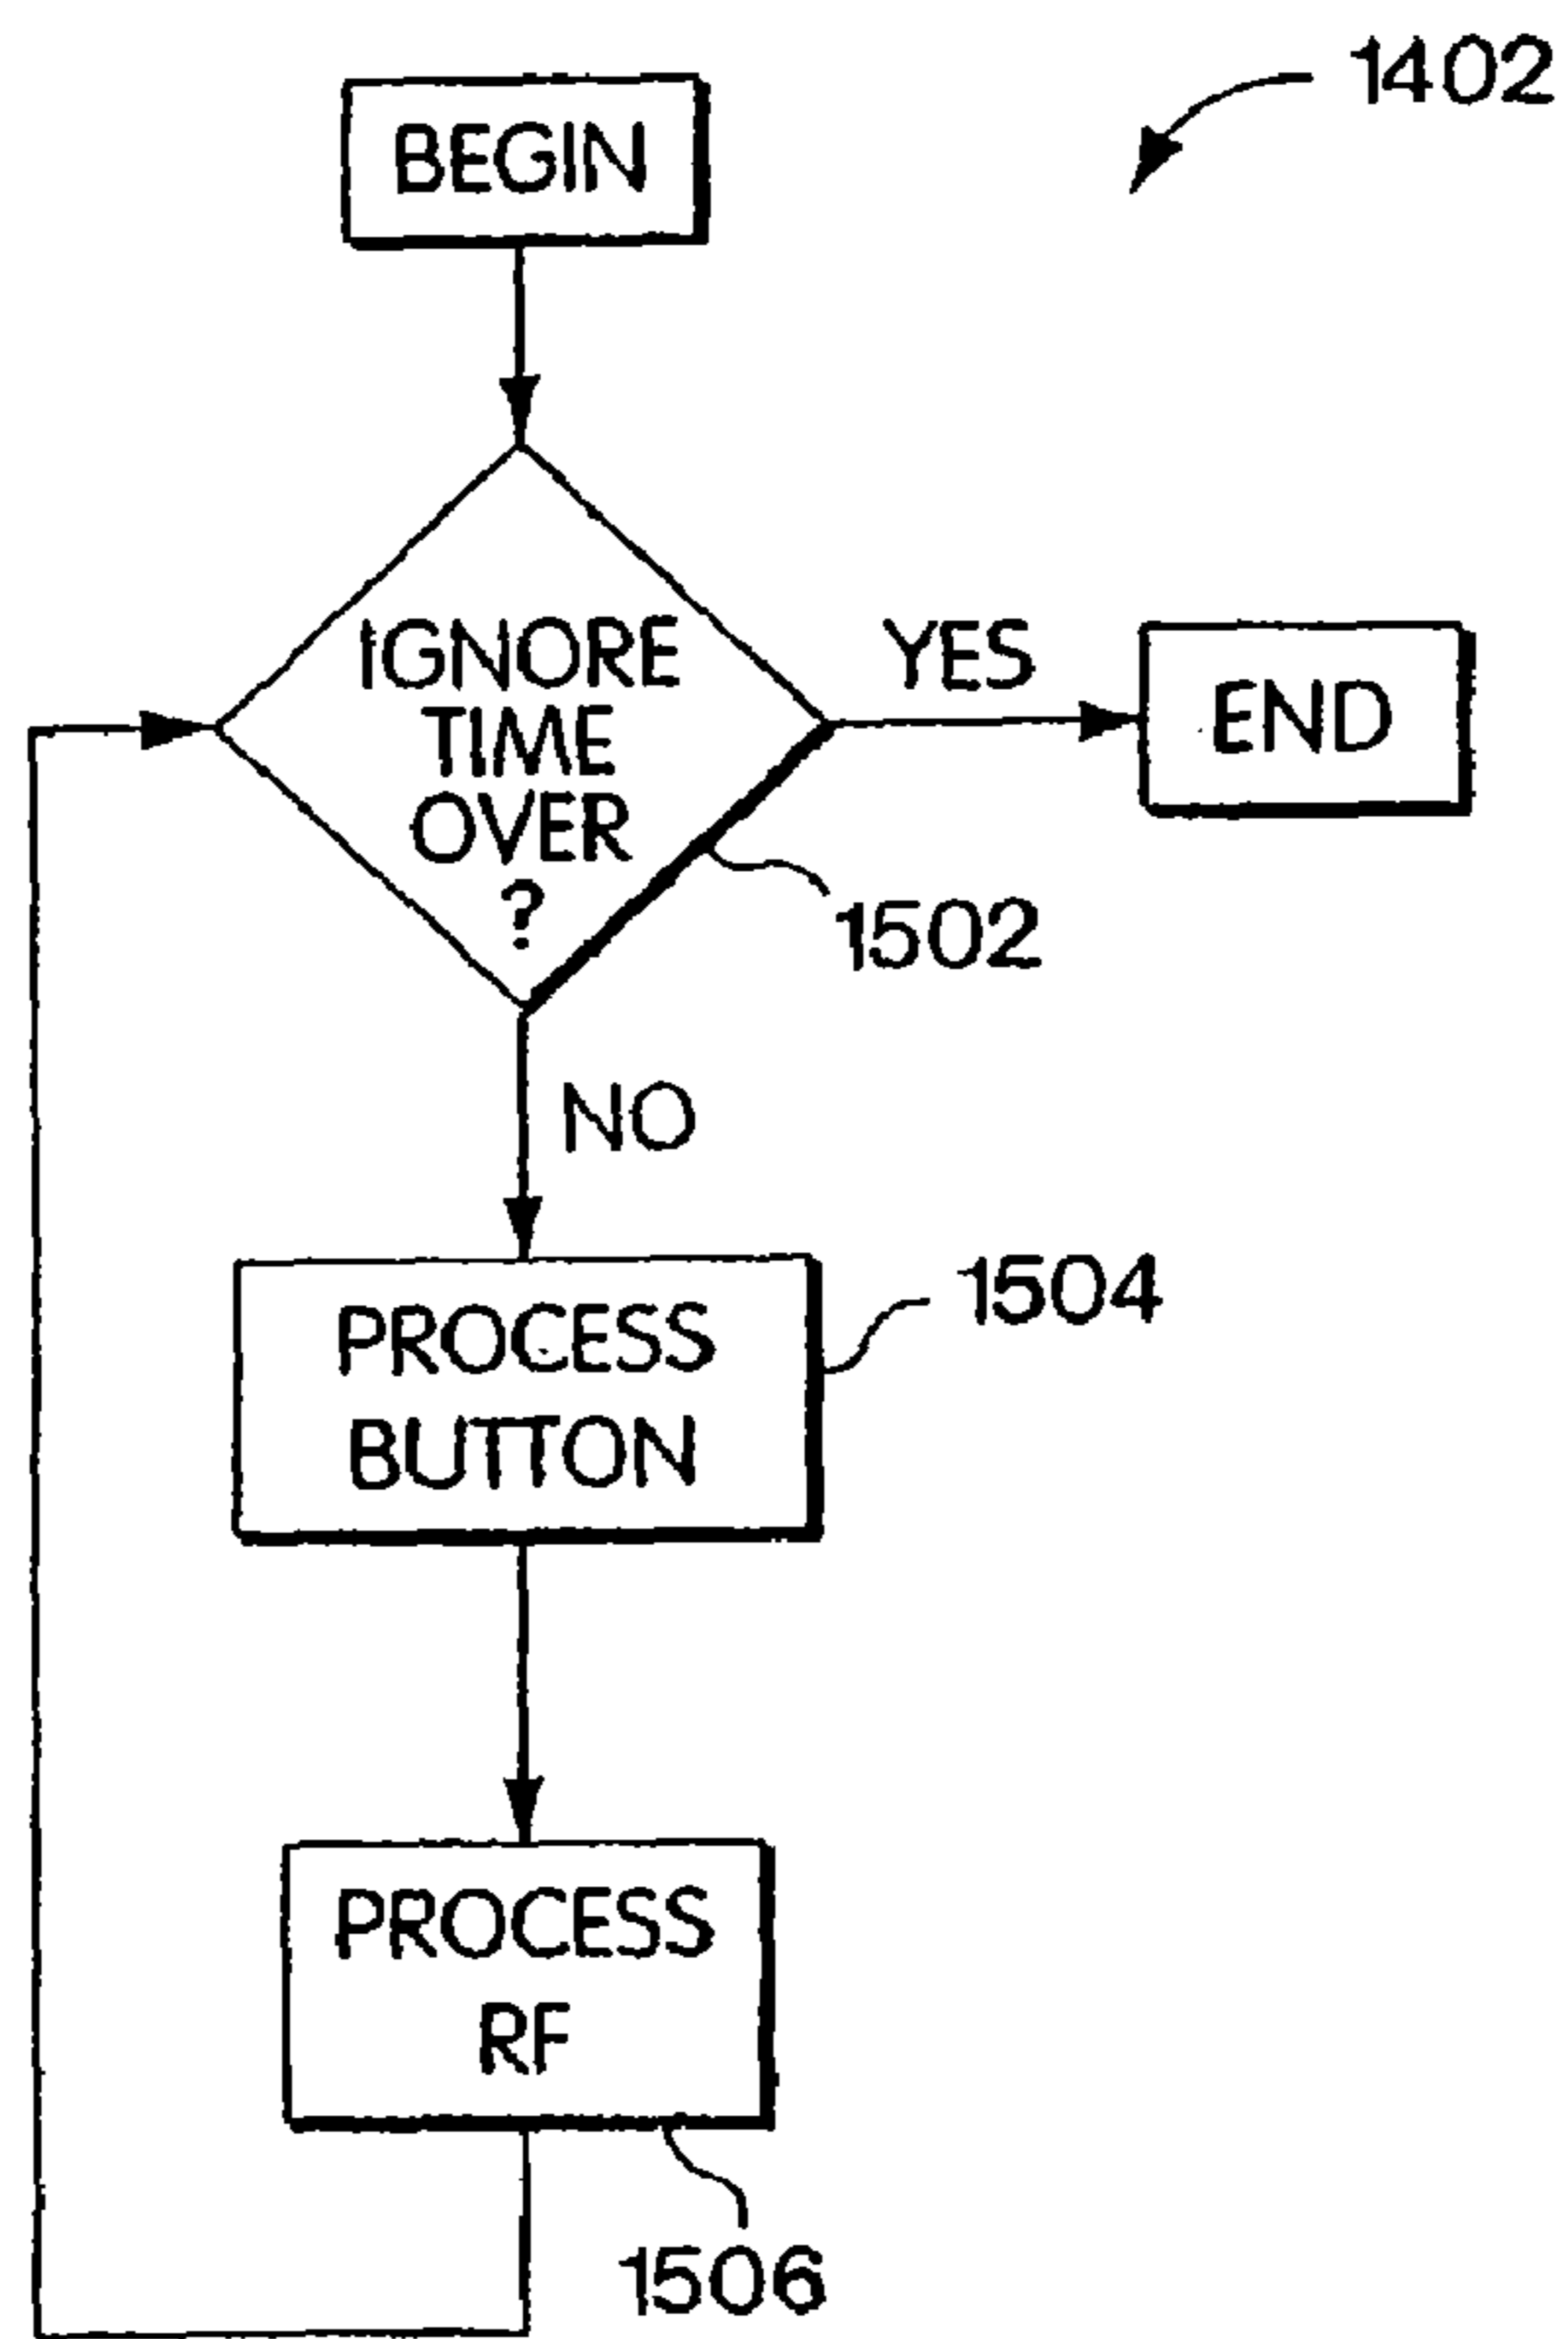 1402
BEGIN
IGNORE
TIME
OVER
?
YES
END
1502
NO
PROCESS
BUTTON
1504
PROCESS
RF
1506